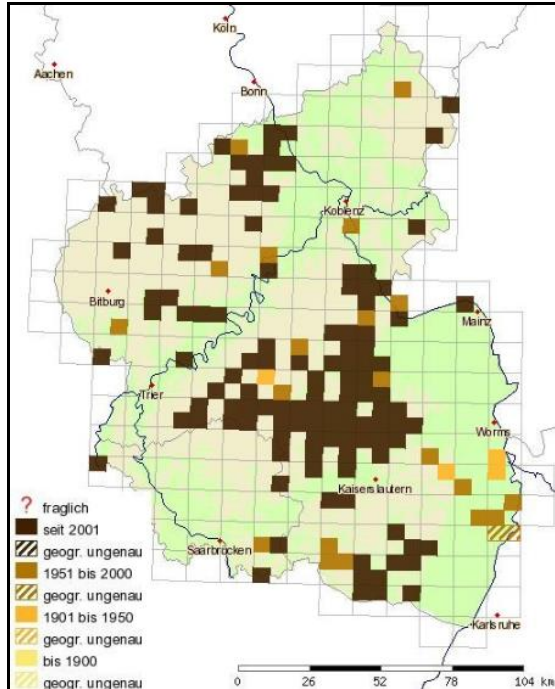 Köln
Aachen
Bonn
Koblenz
Bitburg
Mainz
Trier
Worms
Kaiserslautern
? fraglich
seit 2001
geogr. ungenau
Saarbrücken
1951 bis 2000
geogr. ungenau
1901 bis 1950
geogr. ungenau
Karlsruhe
bis 1900
geogr. ungenau
0 26 52 78 104 km